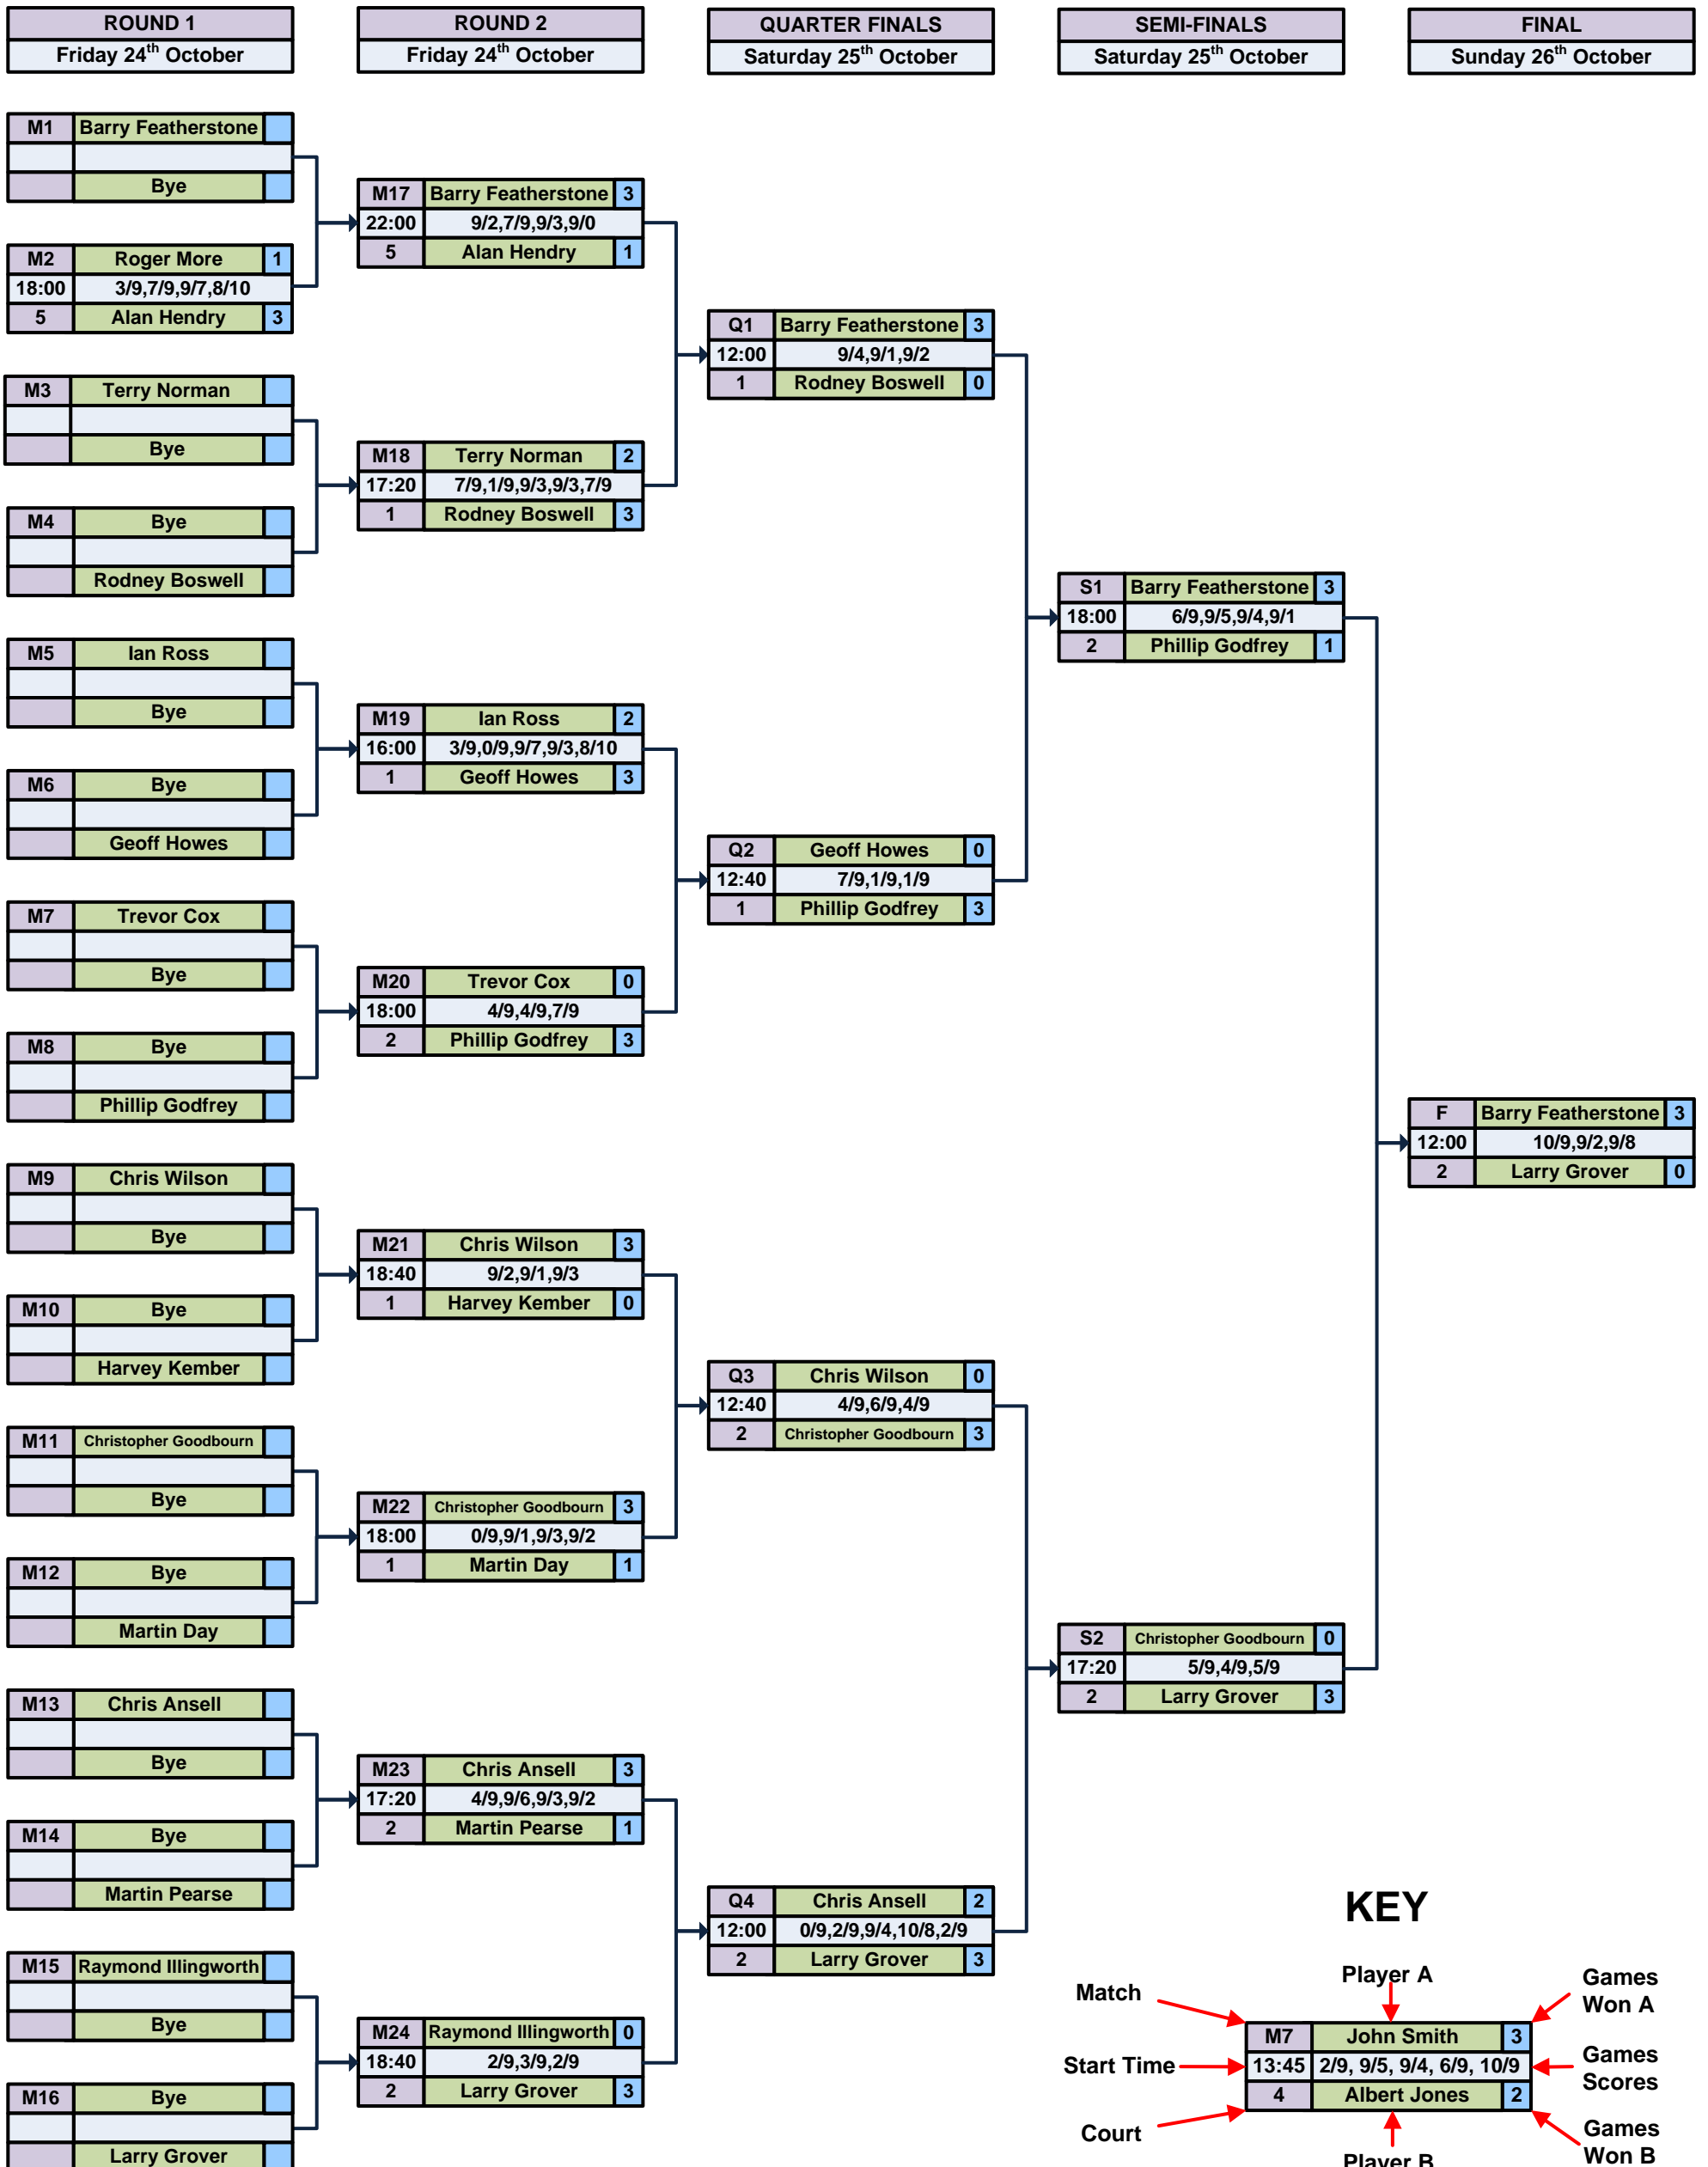 ROUND 1
Friday 24th October
ROUND 2
Friday 24th October
QUARTER FINALS
Saturday 25th October
SEMI-FINALS
Saturday 25th October
FINAL
Sunday 26th October
M1 Barry Featherstone
Bye
M2 Roger More 1
18:00 3/9,7/9,9/7,8/10
5 Alan Hendry 3
M3 Terry Norman
Bye
M4 Bye
Rodney Boswell
M5 Ian Ross
Bye
M6 Bye
Geoff Howes
M7 Trevor Cox
Bye
M8 Bye
Phillip Godfrey
M9 Chris Wilson
Bye
M10 Bye
Harvey Kember
M11 Christopher Goodbourn
Bye
M12 Bye
Martin Day
M13 Chris Ansell
Bye
M14 Bye
Martin Pearse
M15 Raymond Illingworth
Bye
M16 Bye
Larry Grover
M17 Barry Featherstone 3
22:00 9/2,7/9,9/3,9/0
5 Alan Hendry 1
M18 Terry Norman 2
17:20 7/9,1/9,9/3,9/3,7/9
1 Rodney Boswell 3
M19 Ian Ross 2
16:00 3/9,0/9,9/7,9/3,8/10
1 Geoff Howes 3
M20 Trevor Cox 0
18:00 4/9,4/9,7/9
2 Phillip Godfrey 3
M21 Chris Wilson 3
18:40 9/2,9/1,9/3
1 Harvey Kember 0
M22 Christopher Goodbourn 3
18:00 0/9,9/1,9/3,9/2
1 Martin Day 1
M23 Chris Ansell 3
17:20 4/9,9/6,9/3,9/2
2 Martin Pearse 1
M24 Raymond Illingworth 0
18:40 2/9,3/9,2/9
2 Larry Grover 3
Q1 Barry Featherstone 3
12:00 9/4,9/1,9/2
1 Rodney Boswell 0
Q2 Geoff Howes 0
12:40 7/9,1/9,1/9
1 Phillip Godfrey 3
Q3 Chris Wilson 0
12:40 4/9,6/9,4/9
2 Christopher Goodbourn 3
Q4 Chris Ansell 2
12:00 0/9,2/9,9/4,10/8,2/9
2 Larry Grover 3
S1 Barry Featherstone 3
18:00 6/9,9/5,9/4,9/1
2 Phillip Godfrey 1
S2 Christopher Goodbourn 0
17:20 5/9,4/9,5/9
2 Larry Grover 3
F Barry Featherstone 3
12:00 10/9,9/2,9/8
2 Larry Grover 0
KEY
Match
Player A
Games
Won A
M7 John Smith 3
Start Time
13:45 2/9, 9/5, 9/4, 6/9, 10/9
Games
Scores
4 Albert Jones 2
Court
Player B
Games
Won B